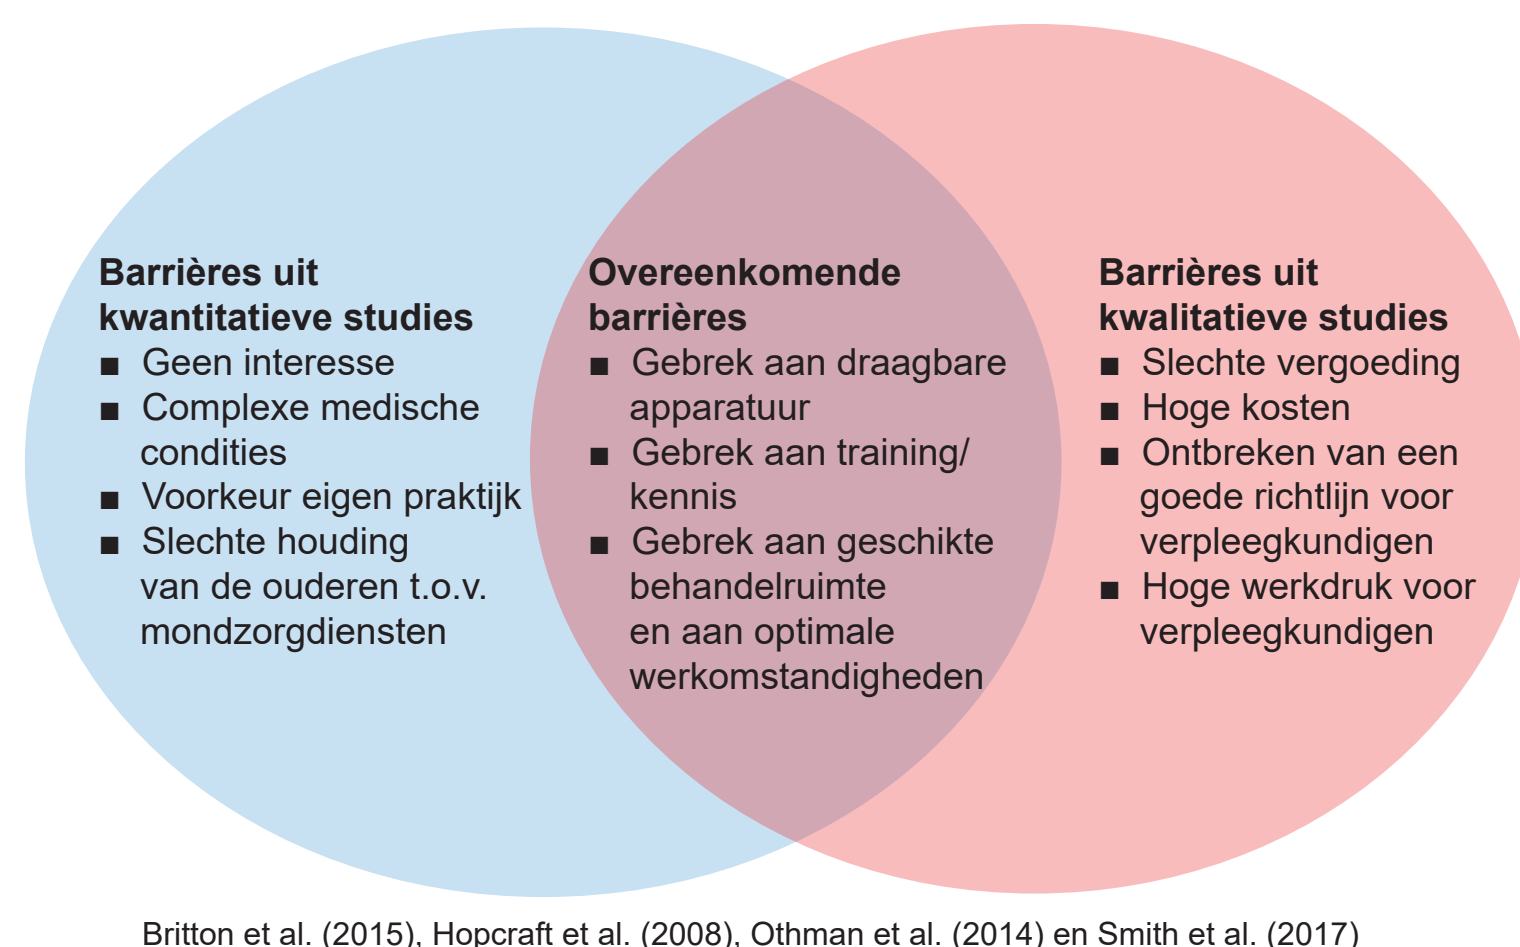 Barrières uit
kwantitatieve studies
■ Geen interesse
■ Complexe medische
condities
■ Voorkeur eigen praktijk
■ Slechte houding
van de ouderen t.o.v.
mondzorgdiensten
Overeenkomende
barrières
■ Gebrek aan draagbare
apparatuur
■ Gebrek aan training/
kennis
■ Gebrek aan geschikte
behandelruimte
en aan optimale
werkomstandigheden
Barrières uit
kwalitatieve studies
■ Slechte vergoeding
■ Hoge kosten
■ Ontbreken van een
goede richtlijn voor
verpleegkundigen
■ Hoge werkdruk voor
verpleegkundigen
Britton et al. (2015), Hopcraft et al. (2008), Othman et al. (2014) en Smith et al. (2017)